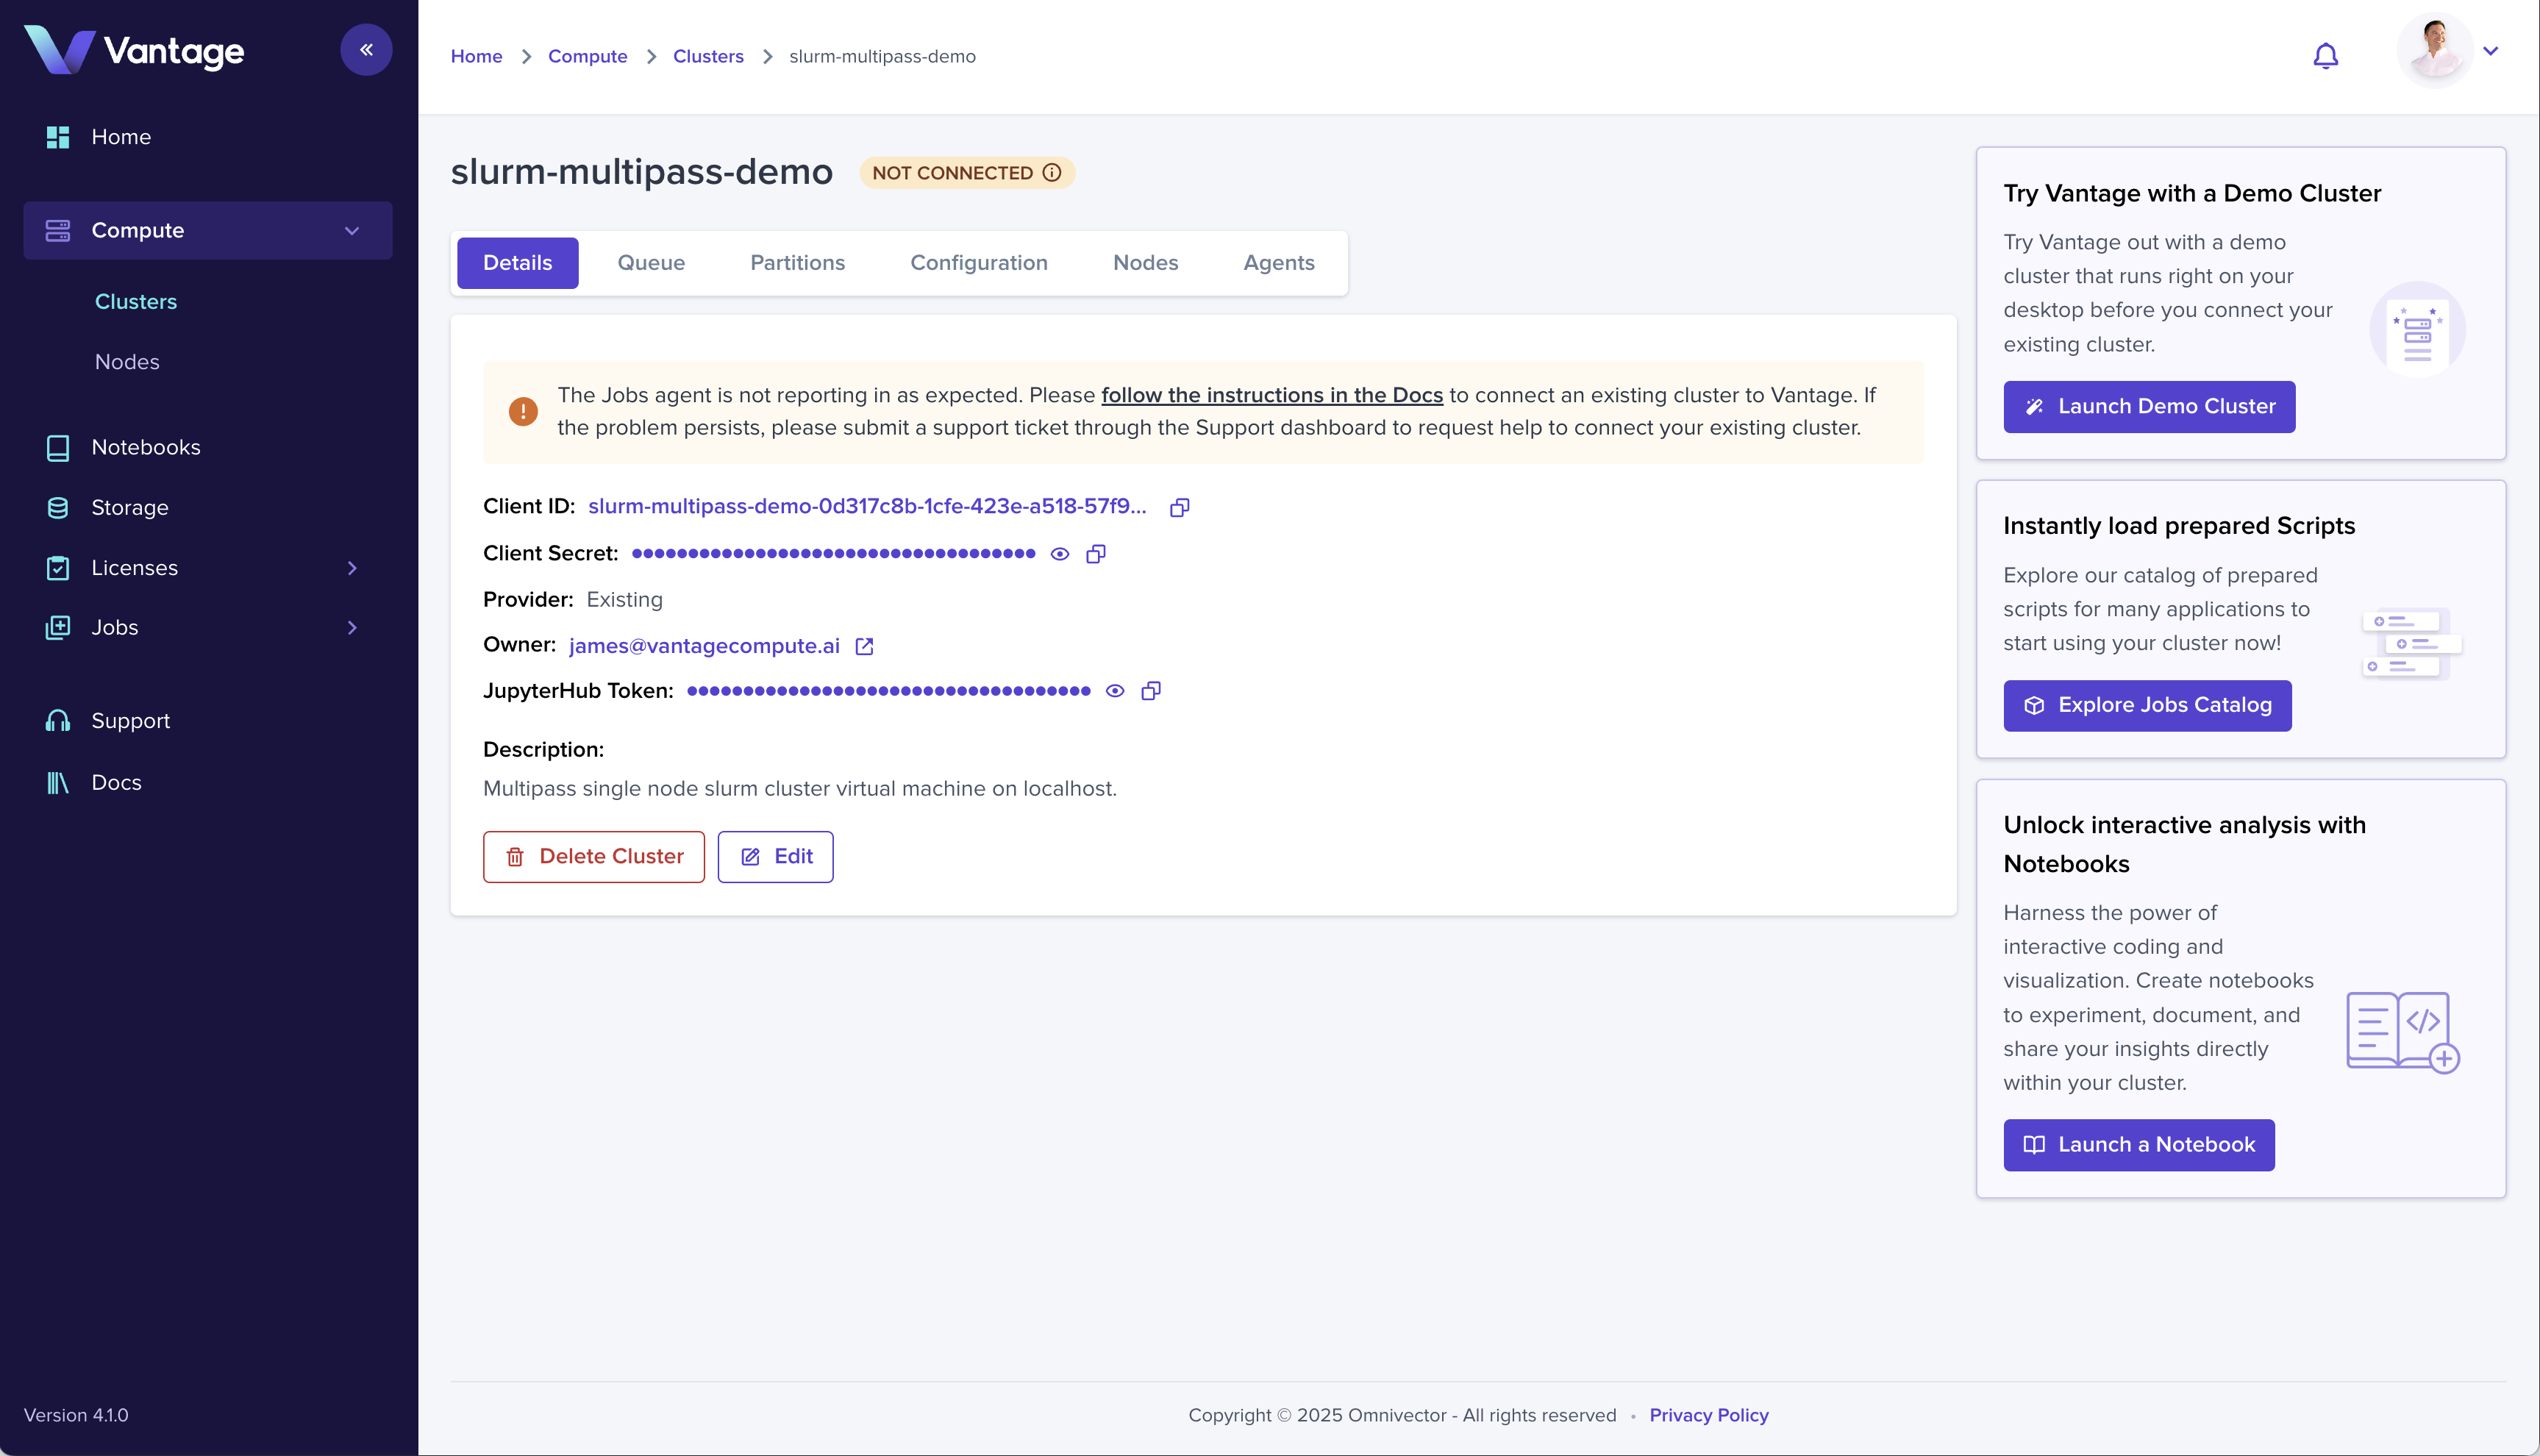 Vantage
Home
Compute
Clusters
Nodes
Notebooks
Storage
Licenses
Jobs
Support
Docs
Version 4.1.0
Home > Compute > Clusters > slurm-multipass-demo
slurm-multipass-demo NOT CONNECTED
Details Queue Partitions Configuration Nodes Agents
The Jobs agent is not reporting in as expected. Please follow the instructions in the Docs to connect an existing cluster to Vantage. If
the problem persists, please submit a support ticket through the Support dashboard to request help to connect your existing cluster.
Client ID: slurm-multipass-demo-0d317c8b-1cfe-423e-a518-57f9...
Client Secret: ••••••••••••••••••••••••••••••••••••
Provider: Existing
Owner: james@vantagecompute.ai
JupyterHub Token: ••••••••••••••••••••••••••••••••••••
Description:
Multipass single node slurm cluster virtual machine on localhost.
Delete Cluster Edit
Try Vantage with a Demo Cluster
Try Vantage out with a demo
cluster that runs right on your
desktop before you connect your
existing cluster.
Launch Demo Cluster
Instantly load prepared Scripts
Explore our catalog of prepared
scripts for many applications to
start using your cluster now!
Explore Jobs Catalog
Unlock interactive analysis with
Notebooks
Harness the power of
interactive coding and
visualization. Create notebooks
to experiment, document, and
share your insights directly
within your cluster.
Launch a Notebook
Copyright © 2025 Omnivector - All rights reserved • Privacy Policy